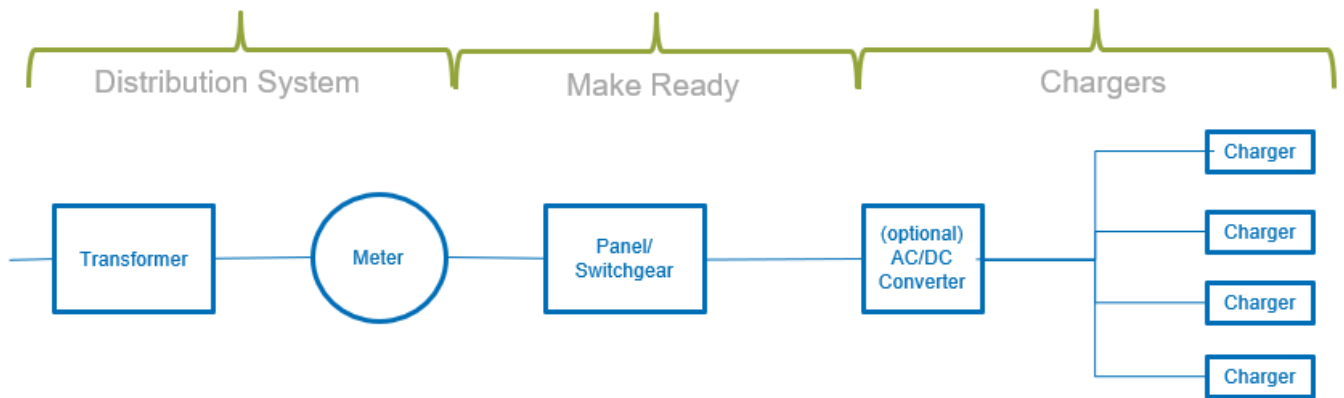 Distribution System
Make Ready
Chargers
Transformer
Meter
Panel/
Switchgear
(optional)
AC/DC
Converter
Charger
Charger
Charger
Charger